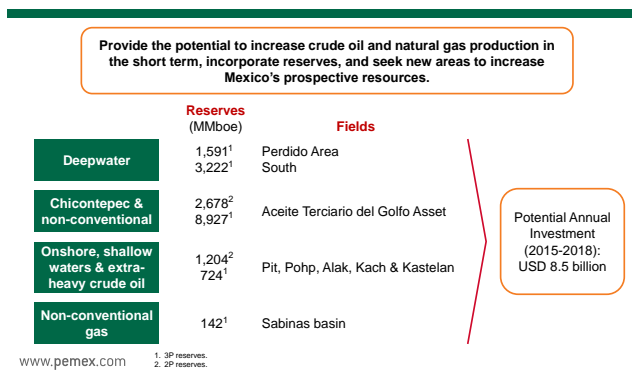 Provide the potential to increase crude oil and natural gas production in
the short term, incorporate reserves, and seek new areas to increase
Mexico's prospective resources.
Reserves
(MMboe)
Fields
Deepwater
1,591¹ Perdido Area
3,222¹ South
Chicontepec &
non-conventional
2,678²
8,927¹
Aceite Terciario del Golfo Asset
Onshore, shallow
waters & extra-
heavy crude oil
1,204²
724¹
Pit, Pohp, Alak, Kach & Kastelan
Non-conventional
gas
142¹
Sabinas basin
Potential Annual
Investment
(2015-2018):
USD 8.5 billion
www.pemex.com
1. 3P reserves.
2. 2P reserves.